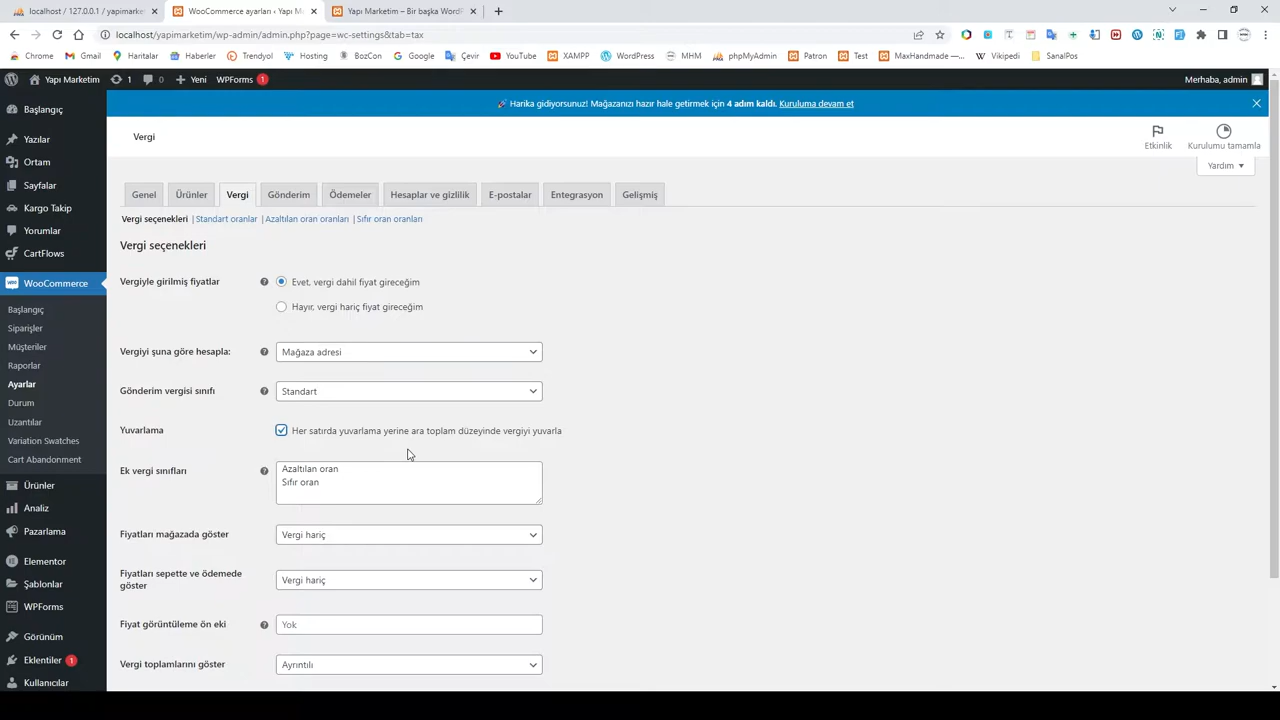 localhost / 127.0.0.1 / yapimarket
WooCommerce ayarları ‹ Yapı M
Yapı Marketim – Bir başka WordP
localhost/yapimarketim/wp-admin/admin.php?page=wc-settings&tab=tax
Chrome Gmail Haritalar Haberler Trendyol Hosting BozCon Google Çevir YouTube XAMPP WordPress MHM phpMyAdmin Patron Test MaxHandmade —... Vikipedi SanalPos
Yapı Marketim 1 0 Yeni WPForms 1 Merhaba, admin
🚀 Harika gidiyorsunuz! Mağazanızı hazır hale getirmek için 4 adım kaldı. Kuruluma devam et
Vergi
Etkinlik
Kurulumu tamamla
Yardım
Başlangıç
Yazılar
Ortam
Sayfalar
Kargo Takip
Yorumlar
CartFlows
WooCommerce
Başlangıç
Siparişler
Müşteriler
Raporlar
Ayarlar
Durum
Uzantılar
Variation Swatches
Cart Abandonment
Ürünler
Analiz
Pazarlama
Elementor
Şablonlar
WPForms
Görünüm
Eklentiler 1
Kullanıcılar
Genel Ürünler Vergi Gönderim Ödemeler Hesaplar ve gizlilik E-postalar Entegrasyon Gelişmiş
Vergi seçenekleri | Standart oranlar | Azaltılan oran oranları | Sıfır oran oranları
Vergi seçenekleri
Vergiyle girilmiş fiyatlar
Evet, vergi dahil fiyat gireceğim
Hayır, vergi hariç fiyat gireceğim
Vergiyi şuna göre hesapla:
Mağaza adresi
Gönderim vergisi sınıfı
Standart
Yuvarlama
Her satırda yuvarlama yerine ara toplam düzeyinde vergiyi yuvarla
Ek vergi sınıfları
Azaltılan oran
Sıfır oran
Fiyatları mağazada göster
Vergi hariç
Fiyatları sepette ve ödemede
göster
Vergi hariç
Fiyat görüntüleme ön eki
Yok
Vergi toplamlarını göster
Ayrıntılı